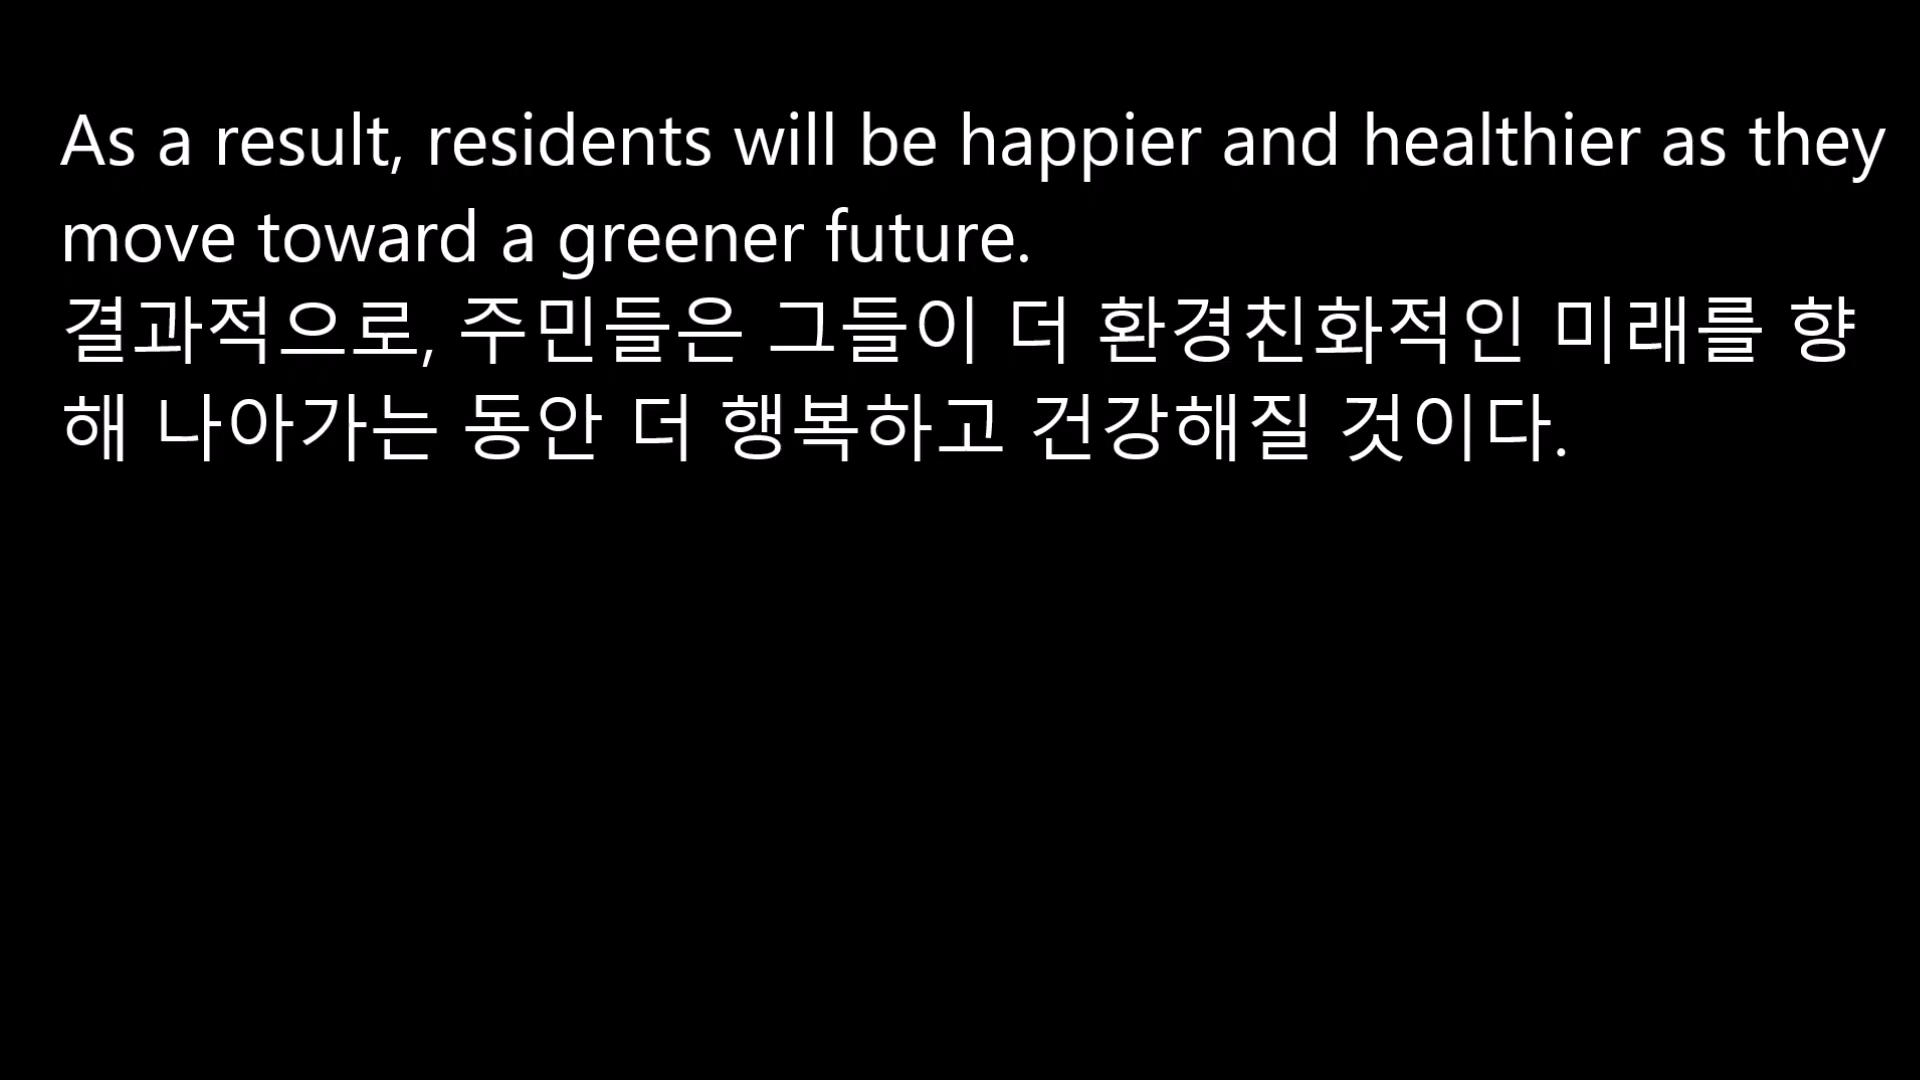 As a result, residents will be happier and healthier as they
move toward a greener future.
결과적으로, 주민들은 그들이 더 환경친화적인 미래를 향
해 나아가는 동안 더 행복하고 건강해질 것이다.